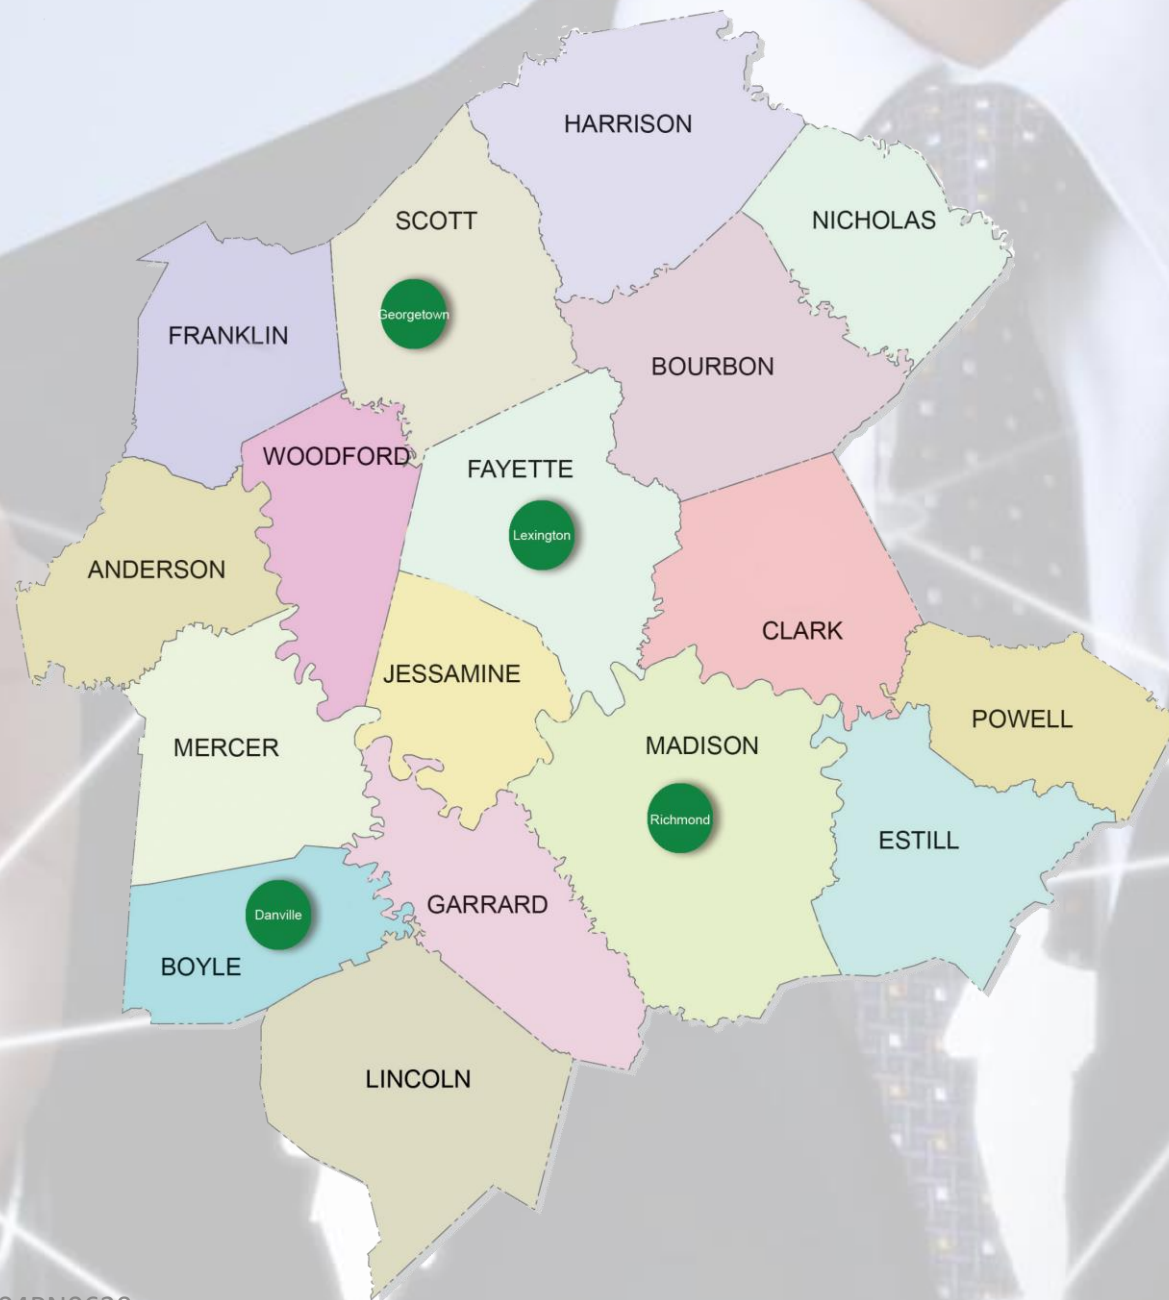 HARRISON
SCOTT
NICHOLAS
Georgetown
FRANKLIN
BOURBON
WOODFORD
FAYETTE
Lexington
ANDERSON
CLARK
JESSAMINE
POWELL
MERCER
MADISON
Richmond
ESTILL
GARRARD
Danville
BOYLE
LINCOLN